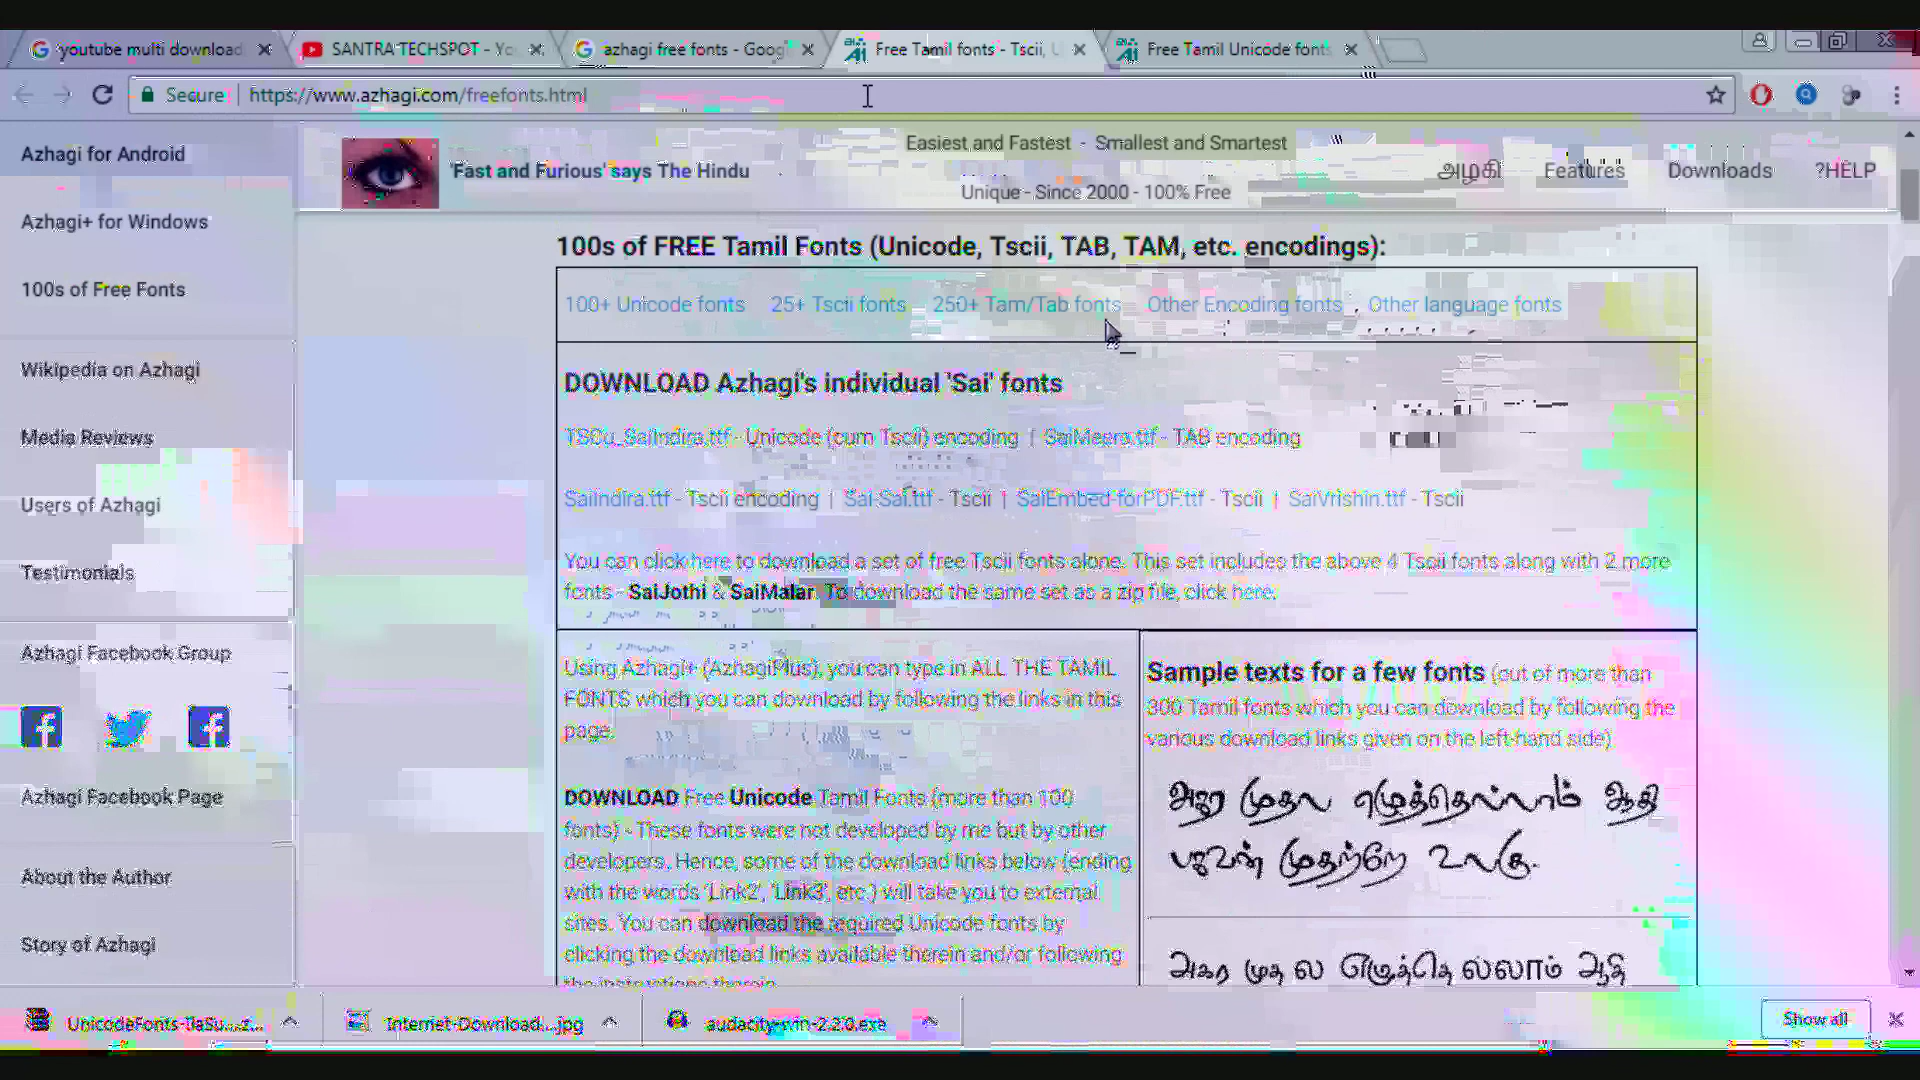 youtube multi download
SANTRA TECHSPOT - Yo
azhagi free fonts - Goog
Free Tamil fonts - Tscii, U
Free Tamil Unicode fonts
Secure
https://www.azhagi.com/freefonts.html
Azhagi for Android
Azhagi+ for Windows
100s of Free Fonts
Wikipedia on Azhagi
Media Reviews
Users of Azhagi
Testimonials
Azhagi Facebook Group
Azhagi Facebook Page
About the Author
Story of Azhagi
'Fast and Furious' says The Hindu
Easiest and Fastest - Smallest and Smartest
Unique - Since 2000 - 100% Free
அழகி Features Downloads ?HELP
100s of FREE Tamil Fonts (Unicode, Tscii, TAB, TAM, etc. encodings):
100+ Unicode fonts 25+ Tscii fonts 250+ Tam/Tab fonts Other Encoding fonts Other language fonts
DOWNLOAD Azhagi's individual 'Sai' fonts
TSCu_SaiIndira.ttf - Unicode (cum Tscii) encoding | SaiMeera.ttf - TAB encoding
SaiIndira.ttf - Tscii encoding | Sai-Sai.ttf - Tscii | SaiEmbed-forPDF.ttf - Tscii | SaiVrishin.ttf - Tscii
You can click here to download a set of free Tscii fonts alone. This set includes the above 4 Tscii fonts along with 2 more
fonts - SaiJothi & SaiMalar. To download the same set as a zip file, click here.
Using Azhagi+ (AzhagiPlus), you can type in ALL THE TAMIL
FONTS which you can download by following the links in this
page.
DOWNLOAD Free Unicode Tamil Fonts (more than 100
fonts) - These fonts were not developed by me but by other
developers. Hence, some of the download links below (ending
with the words 'Link2', 'Link3', etc.) will take you to external
sites. You can download the required Unicode fonts by
clicking the download links available therein and/or following
the instructions therein.
Sample texts for a few fonts (out of more than
300 Tamil fonts which you can download by following the
various download links given on the left-hand side)
அகர முதல எழுத்தெல்லாம் ஆதி
பகவன் முதற்றே உலகு.
அகர முத ல எழுத்தெ ல்லாம் ஆதி
UnicodeFonts-IlaSu...z...
Internet-Download...jpg
audacity-win-2.2.0.exe
Show all